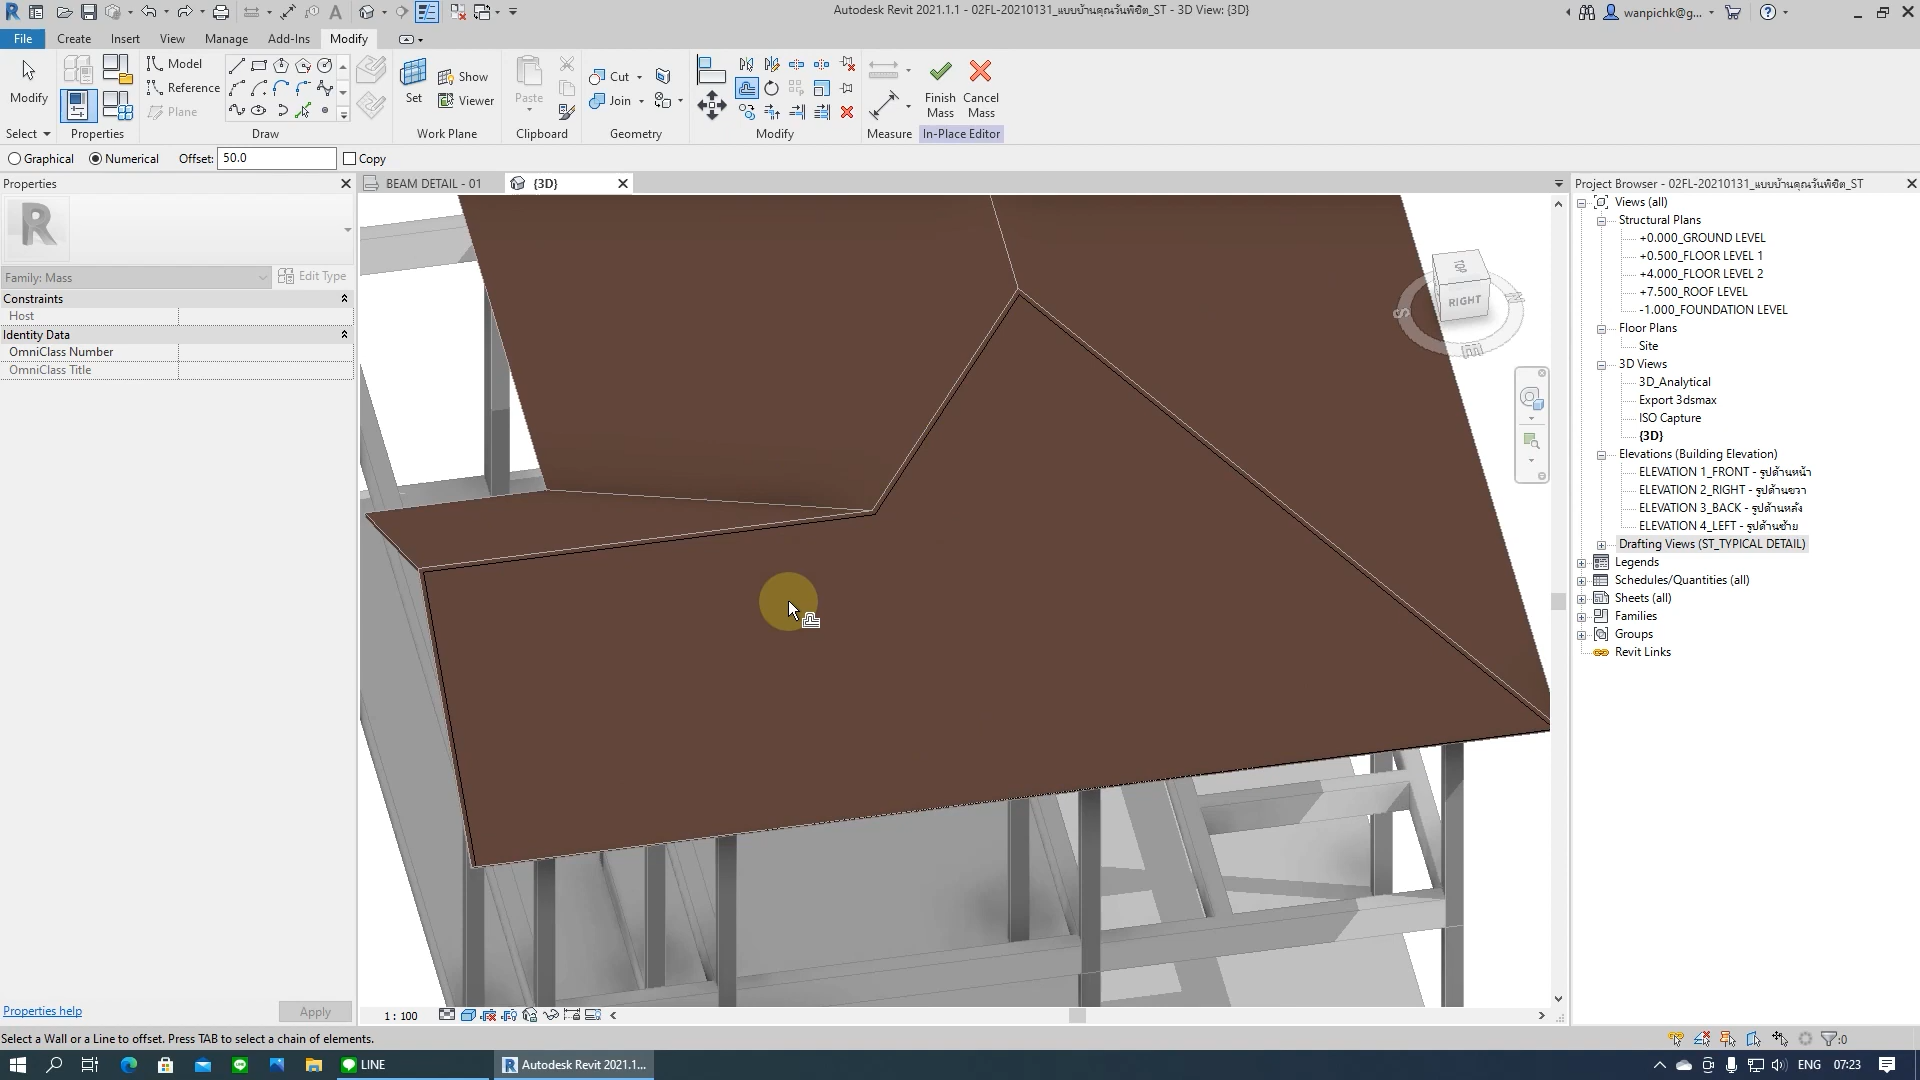 Autodesk Revit 2021.1.1 - 02FL-20210131_แบบบ้านคุณวันพิชิต_ST - 3D View: {3D}
wanpichk@g...
File
Create
Insert
View
Manage
Add-Ins
Modify
Modify
Select
Properties
Model
Reference
Plane
Draw
Set
Show
Viewer
Work Plane
Paste
Clipboard
Cut
Join
Geometry
Modify
Measure
Finish
Mass
Cancel
Mass
In-Place Editor
Graphical
Numerical
Offset:
50.0
Copy
Properties
BEAM DETAIL - 01
{3D}
Project Browser - 02FL-20210131_แบบบ้านคุณวันพิชิต_ST
Family: Mass
Edit Type
Constraints
Host
Identity Data
OmniClass Number
OmniClass Title
TOP
RIGHT
S
E
N
Views (all)
Structural Plans
+0.000_GROUND LEVEL
+0.500_FLOOR LEVEL 1
+4.000_FLOOR LEVEL 2
+7.500_ROOF LEVEL
-1.000_FOUNDATION LEVEL
Floor Plans
Site
3D Views
3D_Analytical
Export 3dsmax
ISO Capture
{3D}
Elevations (Building Elevation)
ELEVATION 1_FRONT - รูปด้านหน้า
ELEVATION 2_RIGHT - รูปด้านขวา
ELEVATION 3_BACK - รูปด้านหลัง
ELEVATION 4_LEFT - รูปด้านซ้าย
Drafting Views (ST_TYPICAL DETAIL)
Legends
Schedules/Quantities (all)
Sheets (all)
Families
Groups
Revit Links
Properties help
Apply
1 : 100
Select a Wall or a Line to offset. Press TAB to select a chain of elements.
:0
LINE
Autodesk Revit 2021.1...
ENG
07:23